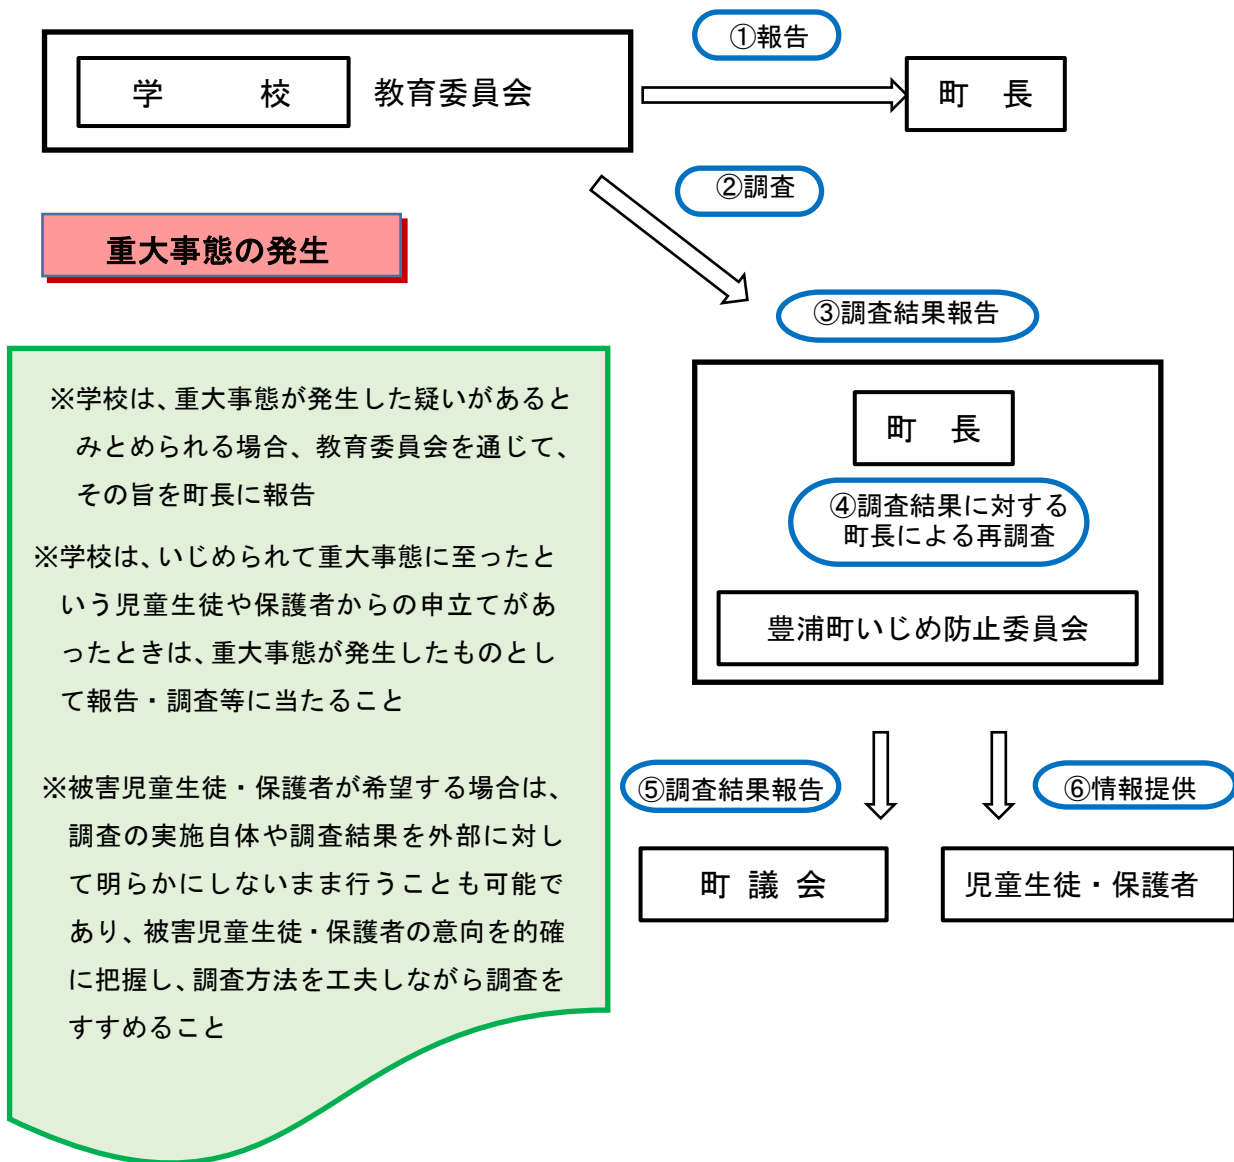 ①報告
学　校　教育委員会
町　長
②調査
重大事態の発生
③調査結果報告
町　長
④調査結果に対する
町長による再調査
豊浦町いじめ防止委員会
⑤調査結果報告
⑥情報提供
町 議 会
児童生徒・保護者
※学校は、重大事態が発生した疑いがあると
みとめられる場合、教育委員会を通じて、
その旨を町長に報告
※学校は、いじめられて重大事態に至ったと
いう児童生徒や保護者からの申立てがあ
ったときは、重大事態が発生したものとし
て報告・調査等に当たること
※被害児童生徒・保護者が希望する場合は、
調査の実施自体や調査結果を外部に対し
て明らかにしないまま行うことも可能で
あり、被害児童生徒・保護者の意向を的確
に把握し、調査方法を工夫しながら調査を
すすめること